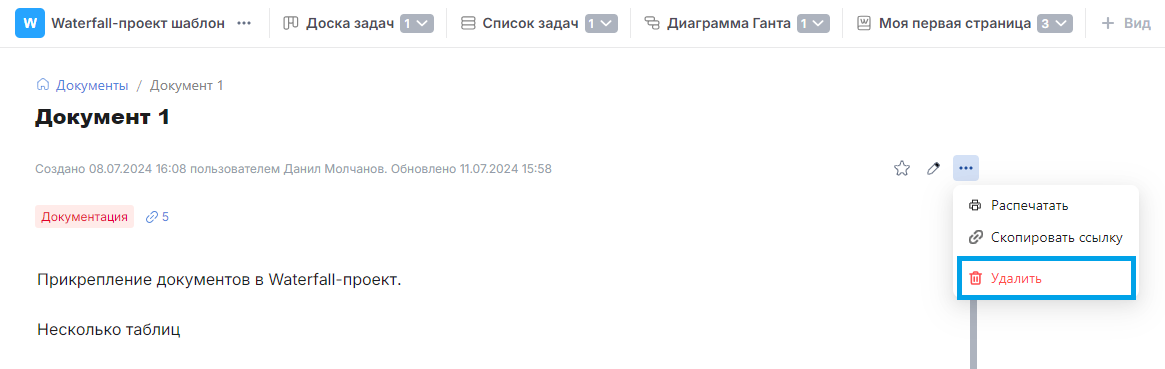 W Waterfall-проект шаблон ••• Доска задач 1 Список задач 1 Диаграмма Ганта 1 Моя первая страница 3 + Вид
Документы / Документ 1
Документ 1
Создано 08.07.2024 16:08 пользователем Данил Молчанов. Обновлено 11.07.2024 15:58
Распечатать
Документация 5
Скопировать ссылку
Удалить
Прикрепление документов в Waterfall-проект.
Несколько таблиц